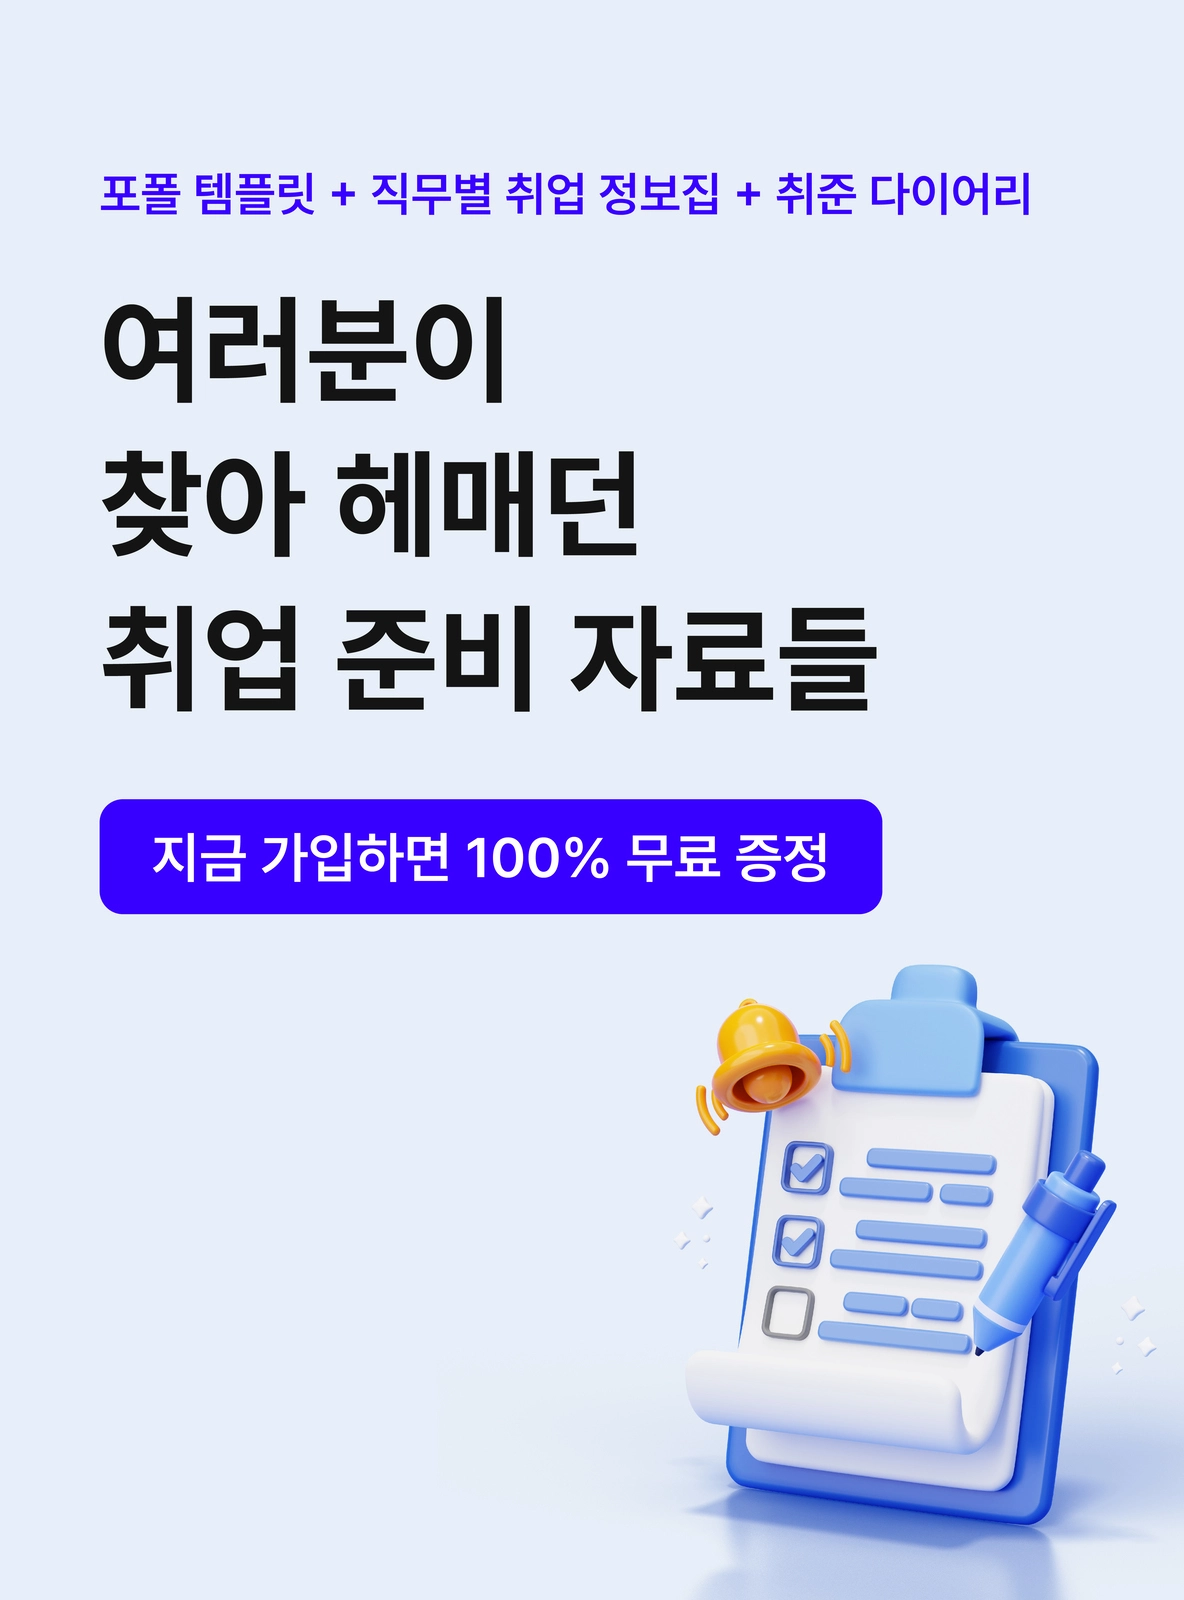 포폴 템플릿 + 직무별 취업 정보집 + 취준 다이어리
여러분이
찾아 헤매던
취업 준비 자료들
지금 가입하면 100% 무료 증정